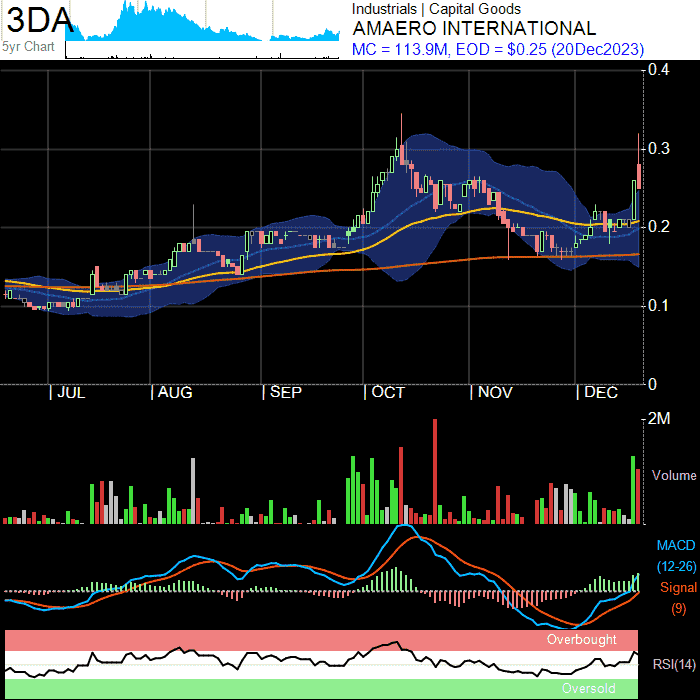 3DA
5yr Chart
Industrials | Capital Goods
AMAERO INTERNATIONAL
MC = 113.9M, EOD = $0.25 (20Dec2023)
0.4
0.3
0.2
0.1
0
| JUL | AUG | SEP | OCT | NOV | DEC
2M
Volume
MACD
(12-26)
Signal
(9)
Overbought
RSI(14)
Oversold